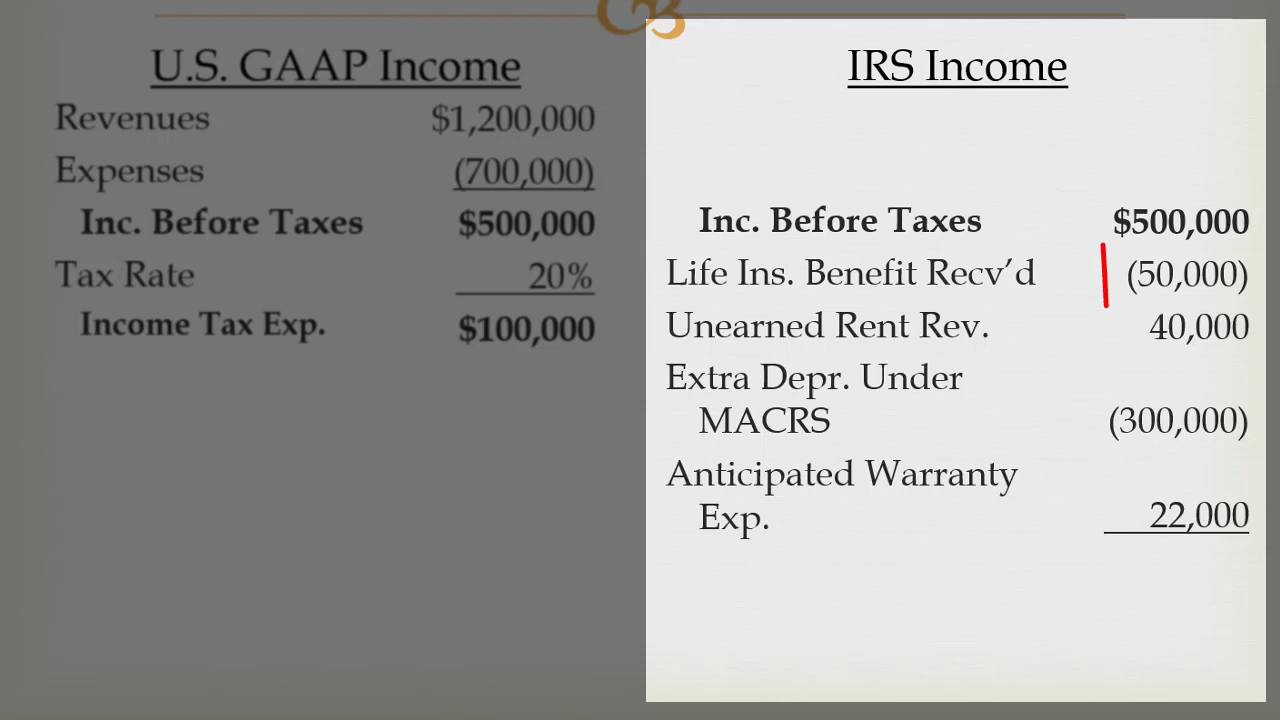 U.S. GAAP Income
Revenues $1,200,000
Expenses (700,000)
Inc. Before Taxes $500,000
Tax Rate 20%
Income Tax Exp. $100,000
IRS Income
Inc. Before Taxes $500,000
Life Ins. Benefit Recv’d (50,000)
Unearned Rent Rev. 40,000
Extra Depr. Under
MACRS (300,000)
Anticipated Warranty
Exp. 22,000